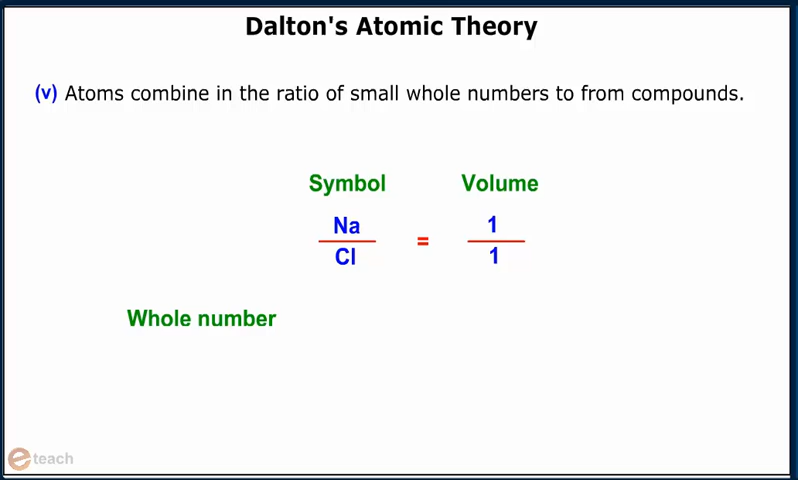 Dalton's Atomic Theory
(v) Atoms combine in the ratio of small whole numbers to from compounds.
Symbol Volume
Na 1
= 
Cl 1
Whole number
eteach